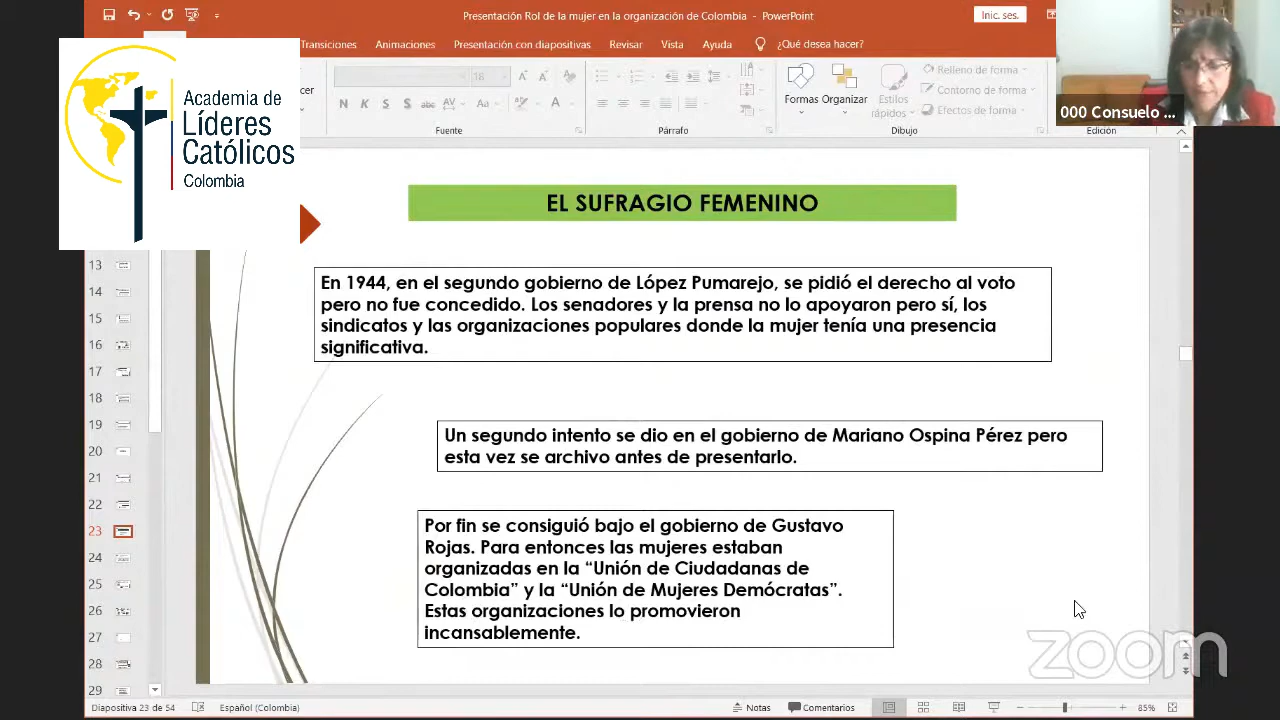 Presentación Rol de la mujer en la organización de Colombia - PowerPoint
Inic. ses.
Transiciones
Animaciones
Presentación con diapositivas
Revisar
Vista
Ayuda
¿Qué desea hacer?
Academia de
Líderes
Católicos
Colombia
cer
16
N K S S abc AV Aa
Fuente
Párrafo
Formas
Organizar
Estilos
rápidos
Relleno de forma
Contorno de forma
Efectos de forma
Dibujo
Edición
000 Consuelo ...
EL SUFRAGIO FEMENINO
En 1944, en el segundo gobierno de López Pumarejo, se pidió el derecho al voto
pero no fue concedido. Los senadores y la prensa no lo apoyaron pero sí, los
sindicatos y las organizaciones populares donde la mujer tenía una presencia
significativa.
Un segundo intento se dio en el gobierno de Mariano Ospina Pérez pero
esta vez se archivo antes de presentarlo.
Por fin se consiguió bajo el gobierno de Gustavo
Rojas. Para entonces las mujeres estaban
organizadas en la “Unión de Ciudadanas de
Colombia” y la “Unión de Mujeres Demócratas”.
Estas organizaciones lo promovieron
incansablemente.
13
14
15
16
17
18
19
20
21
22
23
24
25
26
27
28
29
zoom
Diapositiva 23 de 54
Español (Colombia)
Notas
Comentarios
85%